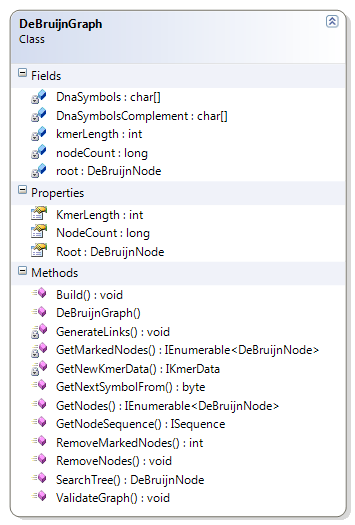 DeBruijnGraph
Class
Fields
DnaSymbols : char[]
DnaSymbolsComplement : char[]
kmerLength : int
nodeCount : long
root : DeBruijnNode
Properties
KmerLength : int
NodeCount : long
Root : DeBruijnNode
Methods
Build() : void
DeBruijnGraph()
GenerateLinks() : void
GetMarkedNodes() : IEnumerable<DeBruijnNode>
GetNewKmerData() : IKmerData
GetNextSymbolFrom() : byte
GetNodes() : IEnumerable<DeBruijnNode>
GetNodeSequence() : ISequence
RemoveMarkedNodes() : int
RemoveNodes() : void
SearchTree() : DeBruijnNode
ValidateGraph() : void